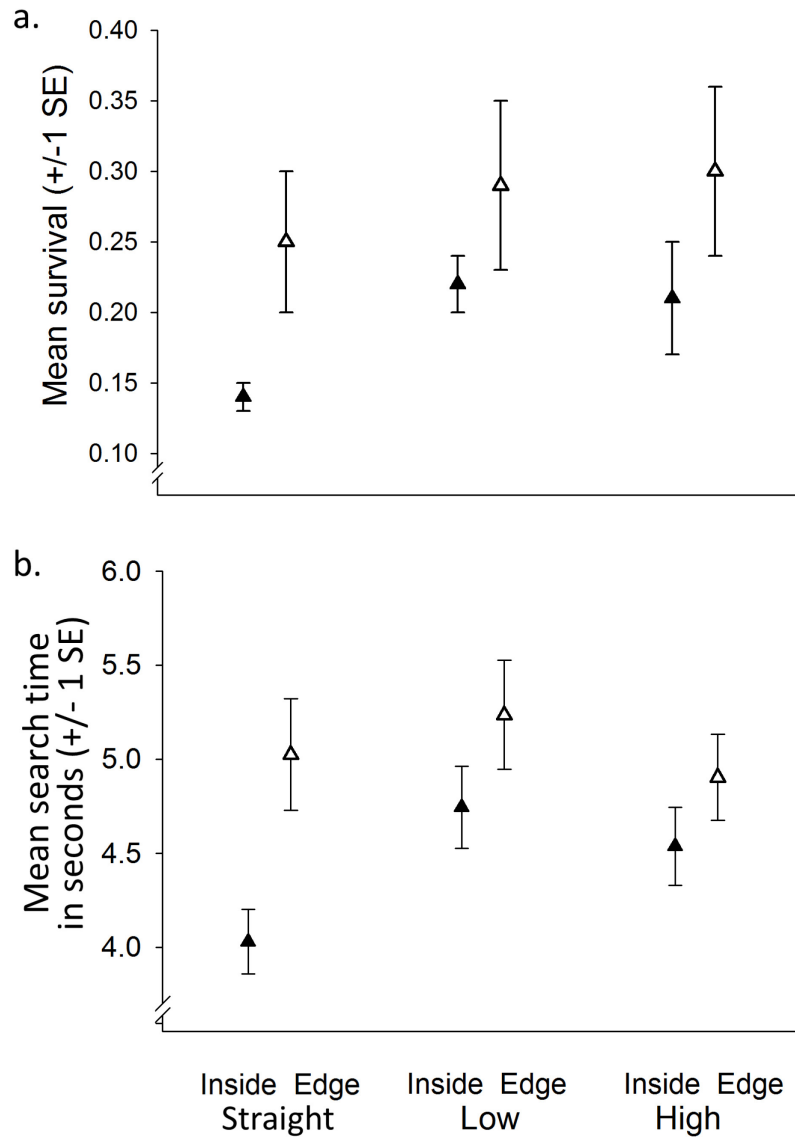 a.
Mean survival (+/-1 SE)
0.40
0.35
0.30
0.25
0.20
0.15
0.10
b.
Mean search time
in seconds (+/- 1 SE)
6.0
5.5
5.0
4.5
4.0
Inside Edge Inside Edge Inside Edge
Straight Low High